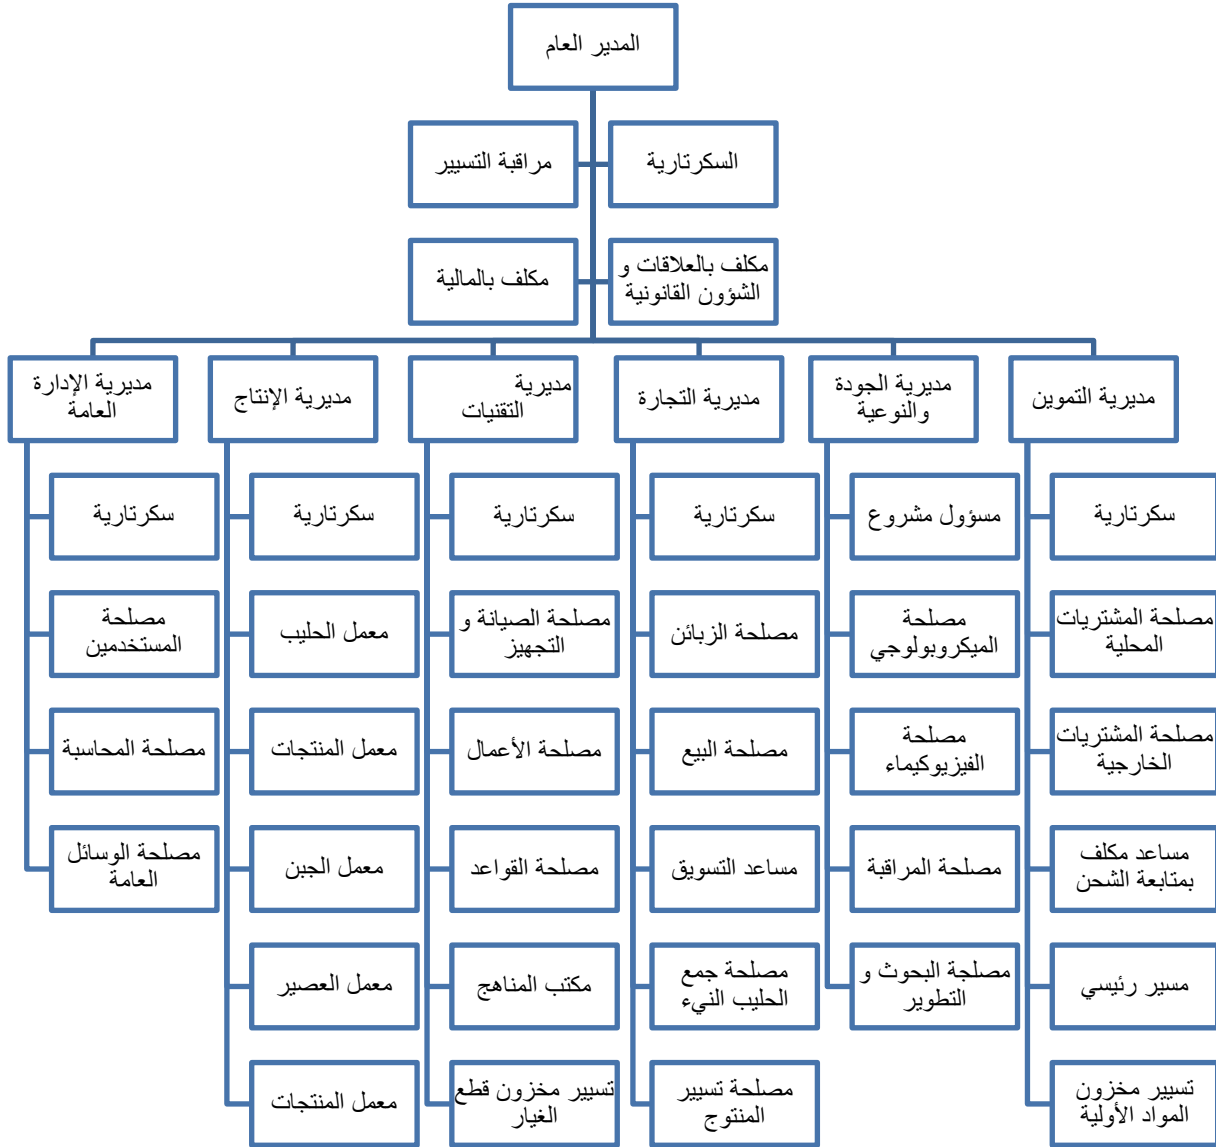 المدير العام
السكرتارية
مراقبة التسيير
مكلف بالعلاقات و
الشؤون القانونية
مكلف بالمالية
مديرية التموين
مديرية الجودة
والنوعية
مديرية التجارة
مديرية
التقنيات
مديرية الإنتاج
مديرية الإدارة
العامة
سكرتارية
مسؤول مشروع
سكرتارية
سكرتارية
سكرتارية
سكرتارية
مصلحة المشتريات
المحلية
مصلحة
الميكروبولوجي
مصلحة الزبائن
مصلحة الصيانة و
التجهيز
معمل الحليب
مصلحة
المستخدمين
مصلحة المشتريات
الخارجية
مصلحة
الفيزيوكيماء
مصلحة البيع
مصلحة الأعمال
معمل المنتجات
مصلحة المحاسبة
مساعد مكلف
بمتابعة الشحن
مصلحة المراقبة
مساعد التسويق
مصلحة القواعد
معمل الجبن
مصلحة الوسائل
العامة
مسير رئيسي
مصلجة البحوث و
التطوير
مصلحة جمع
الحليب النيء
مكتب المناهج
معمل العصير
تسيير مخزون
المواد الأولية
مصلحة تسيير
المنتوج
تسيير مخزون قطع
الغيار
معمل المنتجات